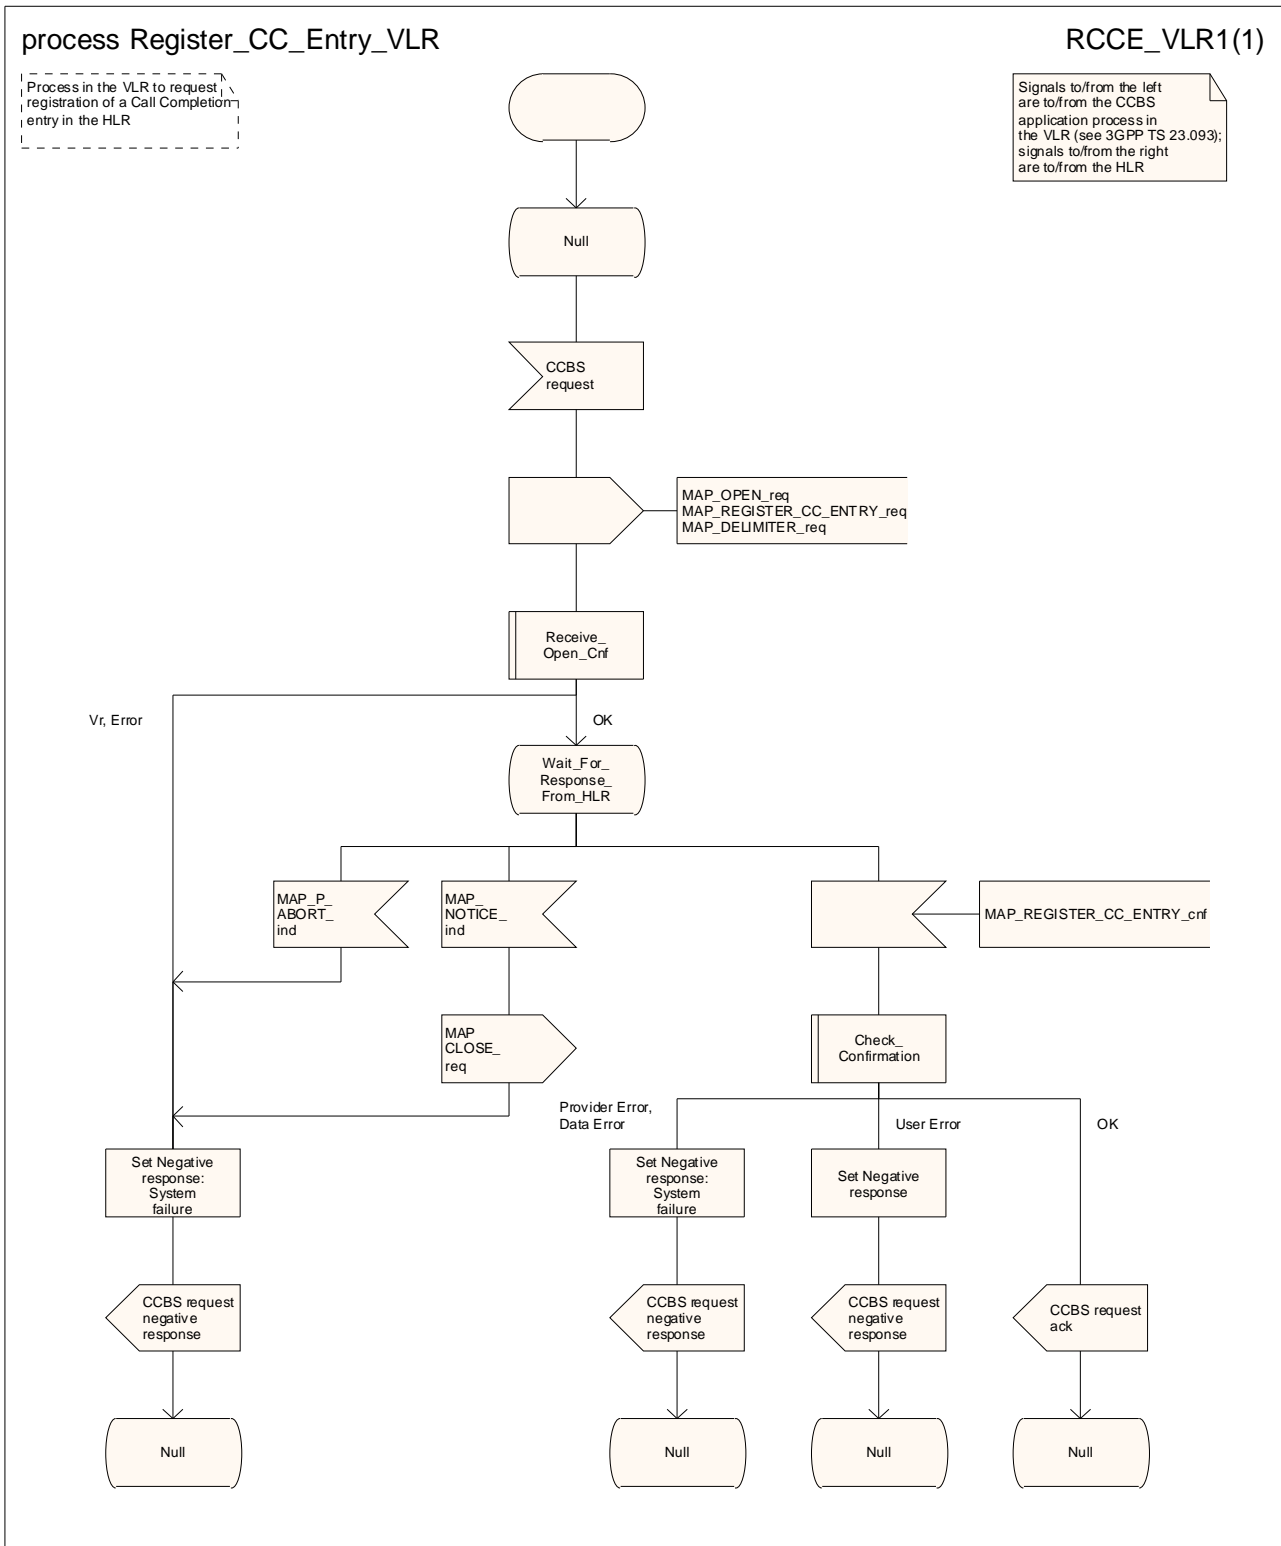 process Register_CC_Entry_VLR
RCCE_VLR1(1)
Process in the VLR to request
registration of a Call Completion
entry in the HLR
Signals to/from the left
are to/from the CCBS
application process in
the VLR (see 3GPP TS 23.093);
signals to/from the right
are to/from the HLR
Null
CCBS
request
MAP_OPEN_req
MAP_REGISTER_CC_ENTRY_req
MAP_DELIMITER_req
Receive_
Open_Cnf
Vr, Error
OK
Wait_For_
Response_
From_HLR
MAP_P_
ABORT_
ind
MAP_
NOTICE_
ind
MAP_REGISTER_CC_ENTRY_cnf
MAP
CLOSE_
req
Check_
Confirmation
Provider Error,
Data Error
User Error
OK
Set Negative
response:
System
failure
Set Negative
response:
System
failure
Set Negative
response
CCBS request
negative
response
CCBS request
negative
response
CCBS request
negative
response
CCBS request
ack
Null
Null
Null
Null